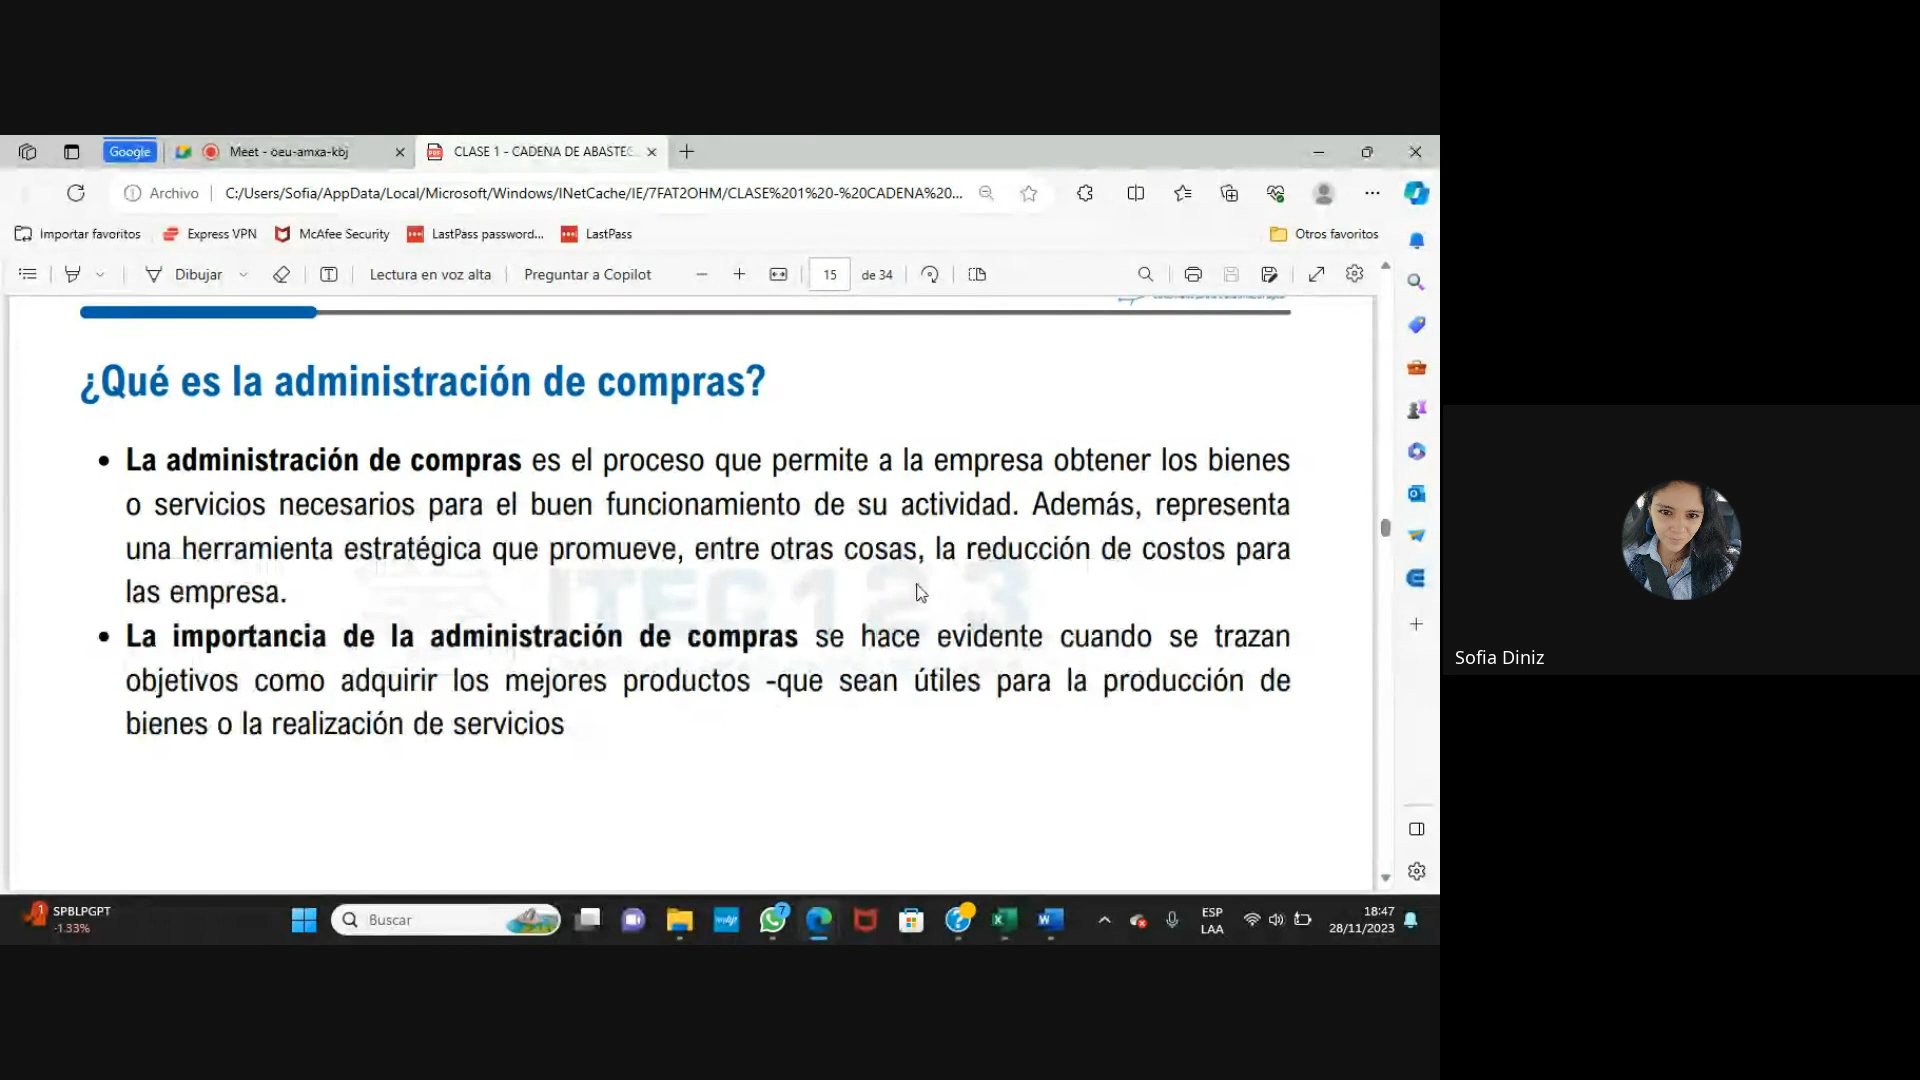 Google
Meet - oeu-amxa-kbj
CLASE 1 - CADENA DE ABASTEC
Archivo
C:/Users/Sofia/AppData/Local/Microsoft/Windows/INetCache/IE/7FAT2OHM/CLASE%201%20-%20CADENA%20...
Importar favoritos
Express VPN
McAfee Security
LastPass password...
LastPass
Otros favoritos
Dibujar
Lectura en voz alta
Preguntar a Copilot
15 de 34
¿Qué es la administración de compras?
• La administración de compras es el proceso que permite a la empresa obtener los bienes
o servicios necesarios para el buen funcionamiento de su actividad. Además, representa
una herramienta estratégica que promueve, entre otras cosas, la reducción de costos para
las empresa.
ITEC 1 2 3
• La importancia de la administración de compras se hace evidente cuando se trazan
objetivos como adquirir los mejores productos -que sean útiles para la producción de
bienes o la realización de servicios
Sofia Diniz
1
SPBLPGPT
-1.33%
Buscar
7
ESP
LAA
18:47
28/11/2023